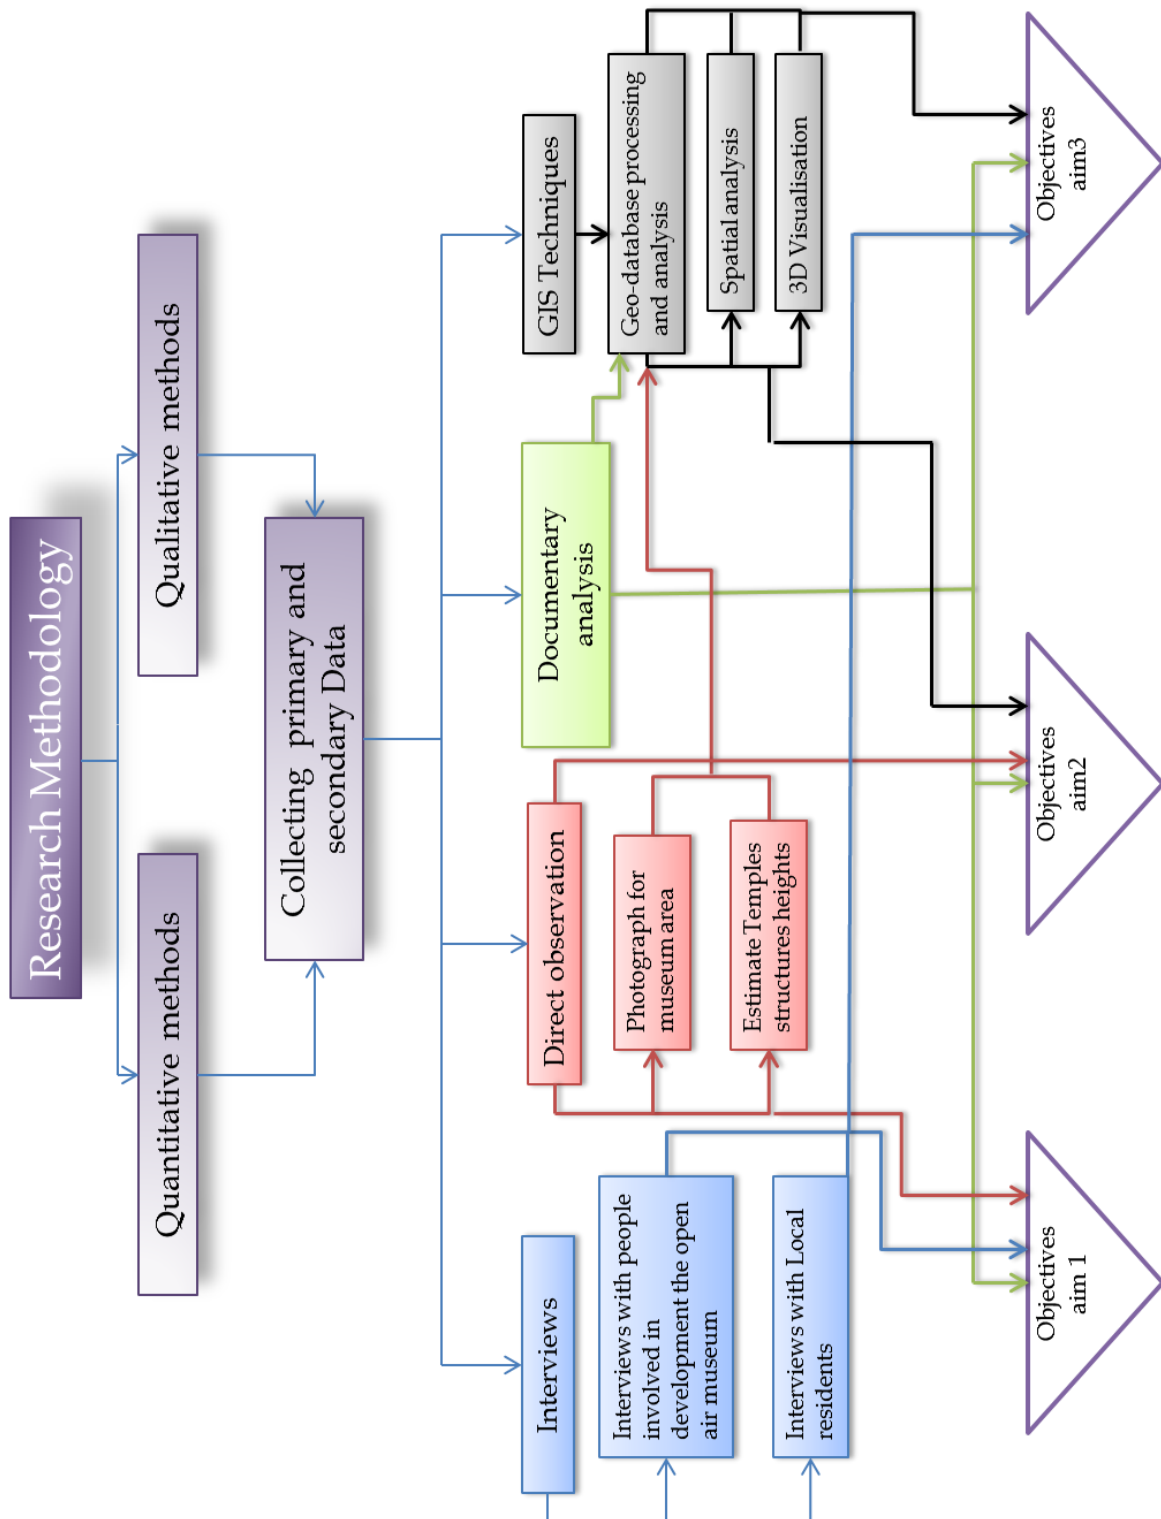 Research Methodology
Quantitative methods
Qualitative methods
Collecting primary and
secondary Data
Interviews
Direct observation
Documentary
analysis
GIS Techniques
Interviews with people
involved in
development the open
air museum
Photograph for
museum area
Geo-database processing
and analysis
Interviews with Local
residents
Estimate Temples
structures heights
Spatial analysis
3D Visualisation
Objectives
aim 1
Objectives
aim2
Objectives
aim3